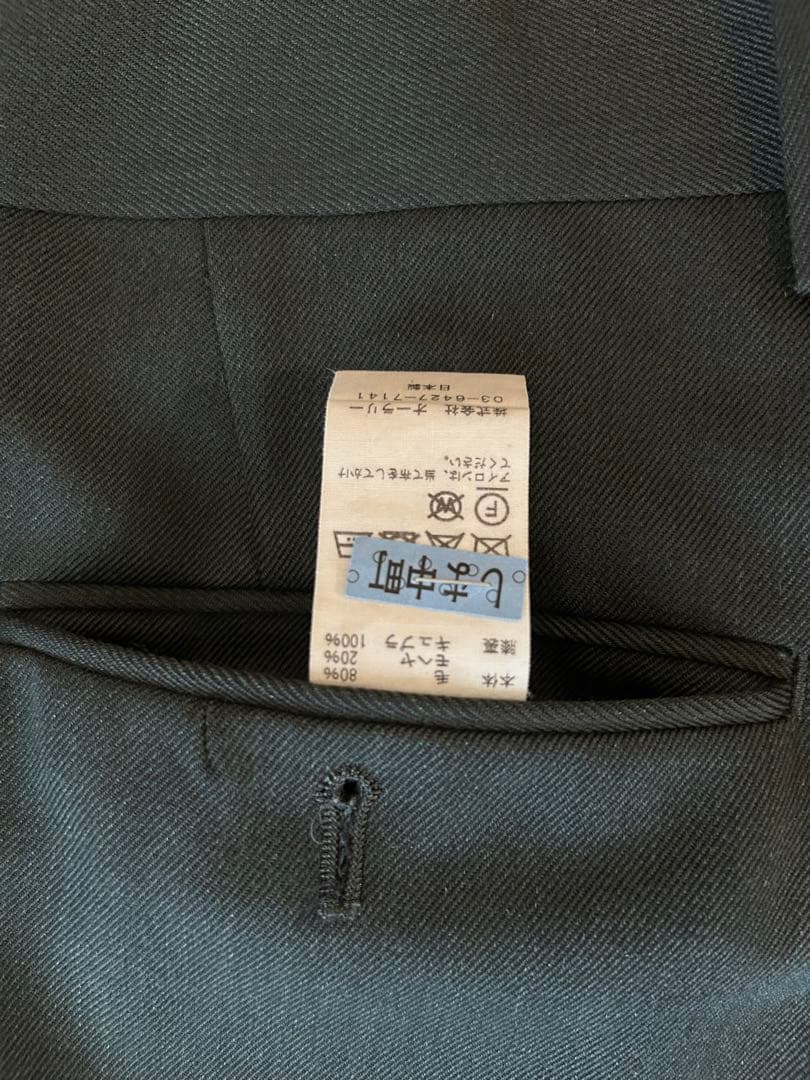 本体 毛 80%
モヘヤ 20%
膝裏 キュプラ 100%
F W
アイロンは、当て布をしてかけ
てください。
株式会社 オーラリー
03-6427-7141
日本製